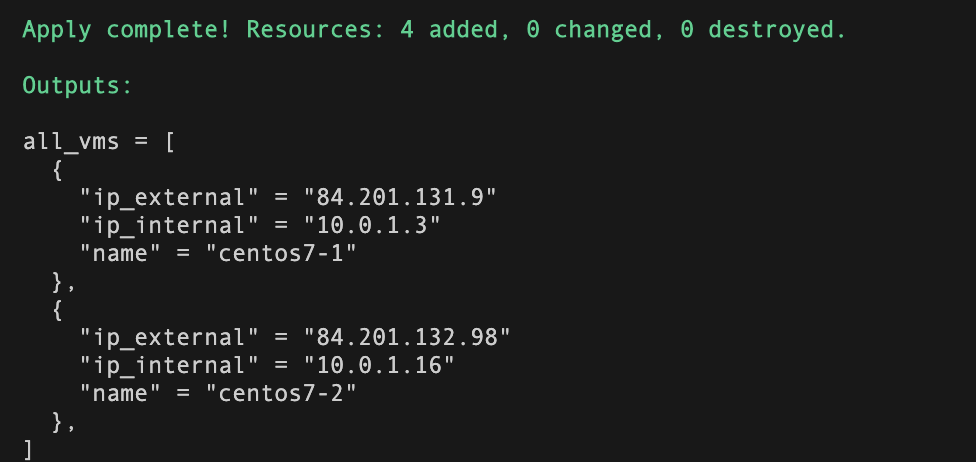 Apply complete! Resources: 4 added, 0 changed, 0 destroyed.

Outputs:

all_vms = [
  {
    "ip_external" = "84.201.131.9"
    "ip_internal" = "10.0.1.3"
    "name" = "centos7-1"
  },
  {
    "ip_external" = "84.201.132.98"
    "ip_internal" = "10.0.1.16"
    "name" = "centos7-2"
  },
]